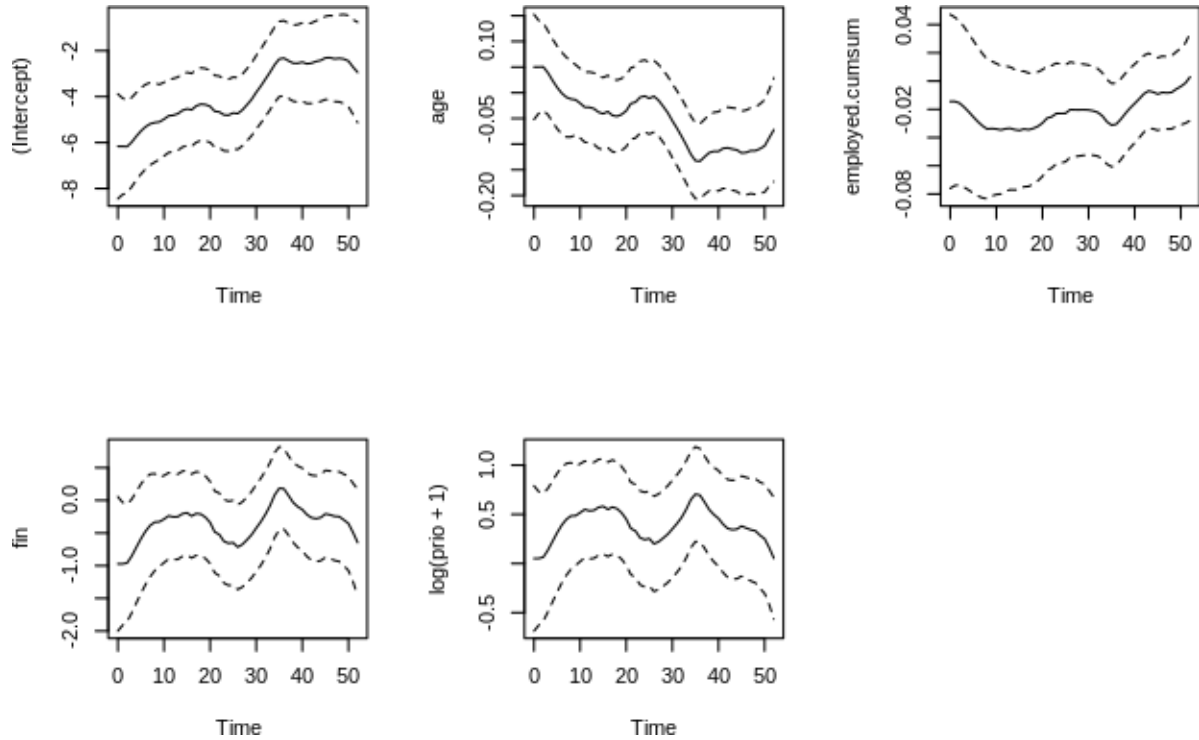 (Intercept)
-2
-4
-6
-8
0 10 20 30 40 50
Time
age
0.10
-0.05
-0.20
0 10 20 30 40 50
Time
employed.cumsum
0.04
-0.02
-0.08
0 10 20 30 40 50
Time
fin
0.0
-1.0
-2.0
0 10 20 30 40 50
Time
log(prio + 1)
1.0
0.5
-0.5
0 10 20 30 40 50
Time